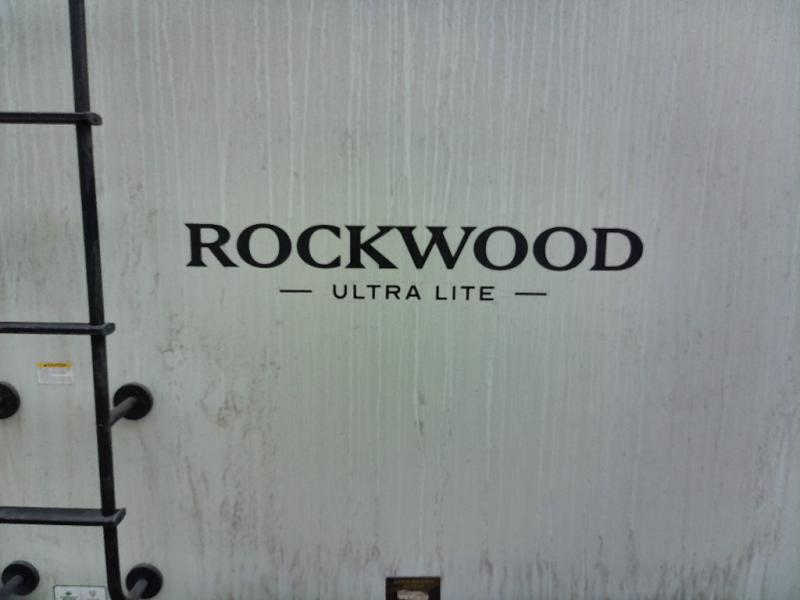 ROCKWOOD
— ULTRA LITE —